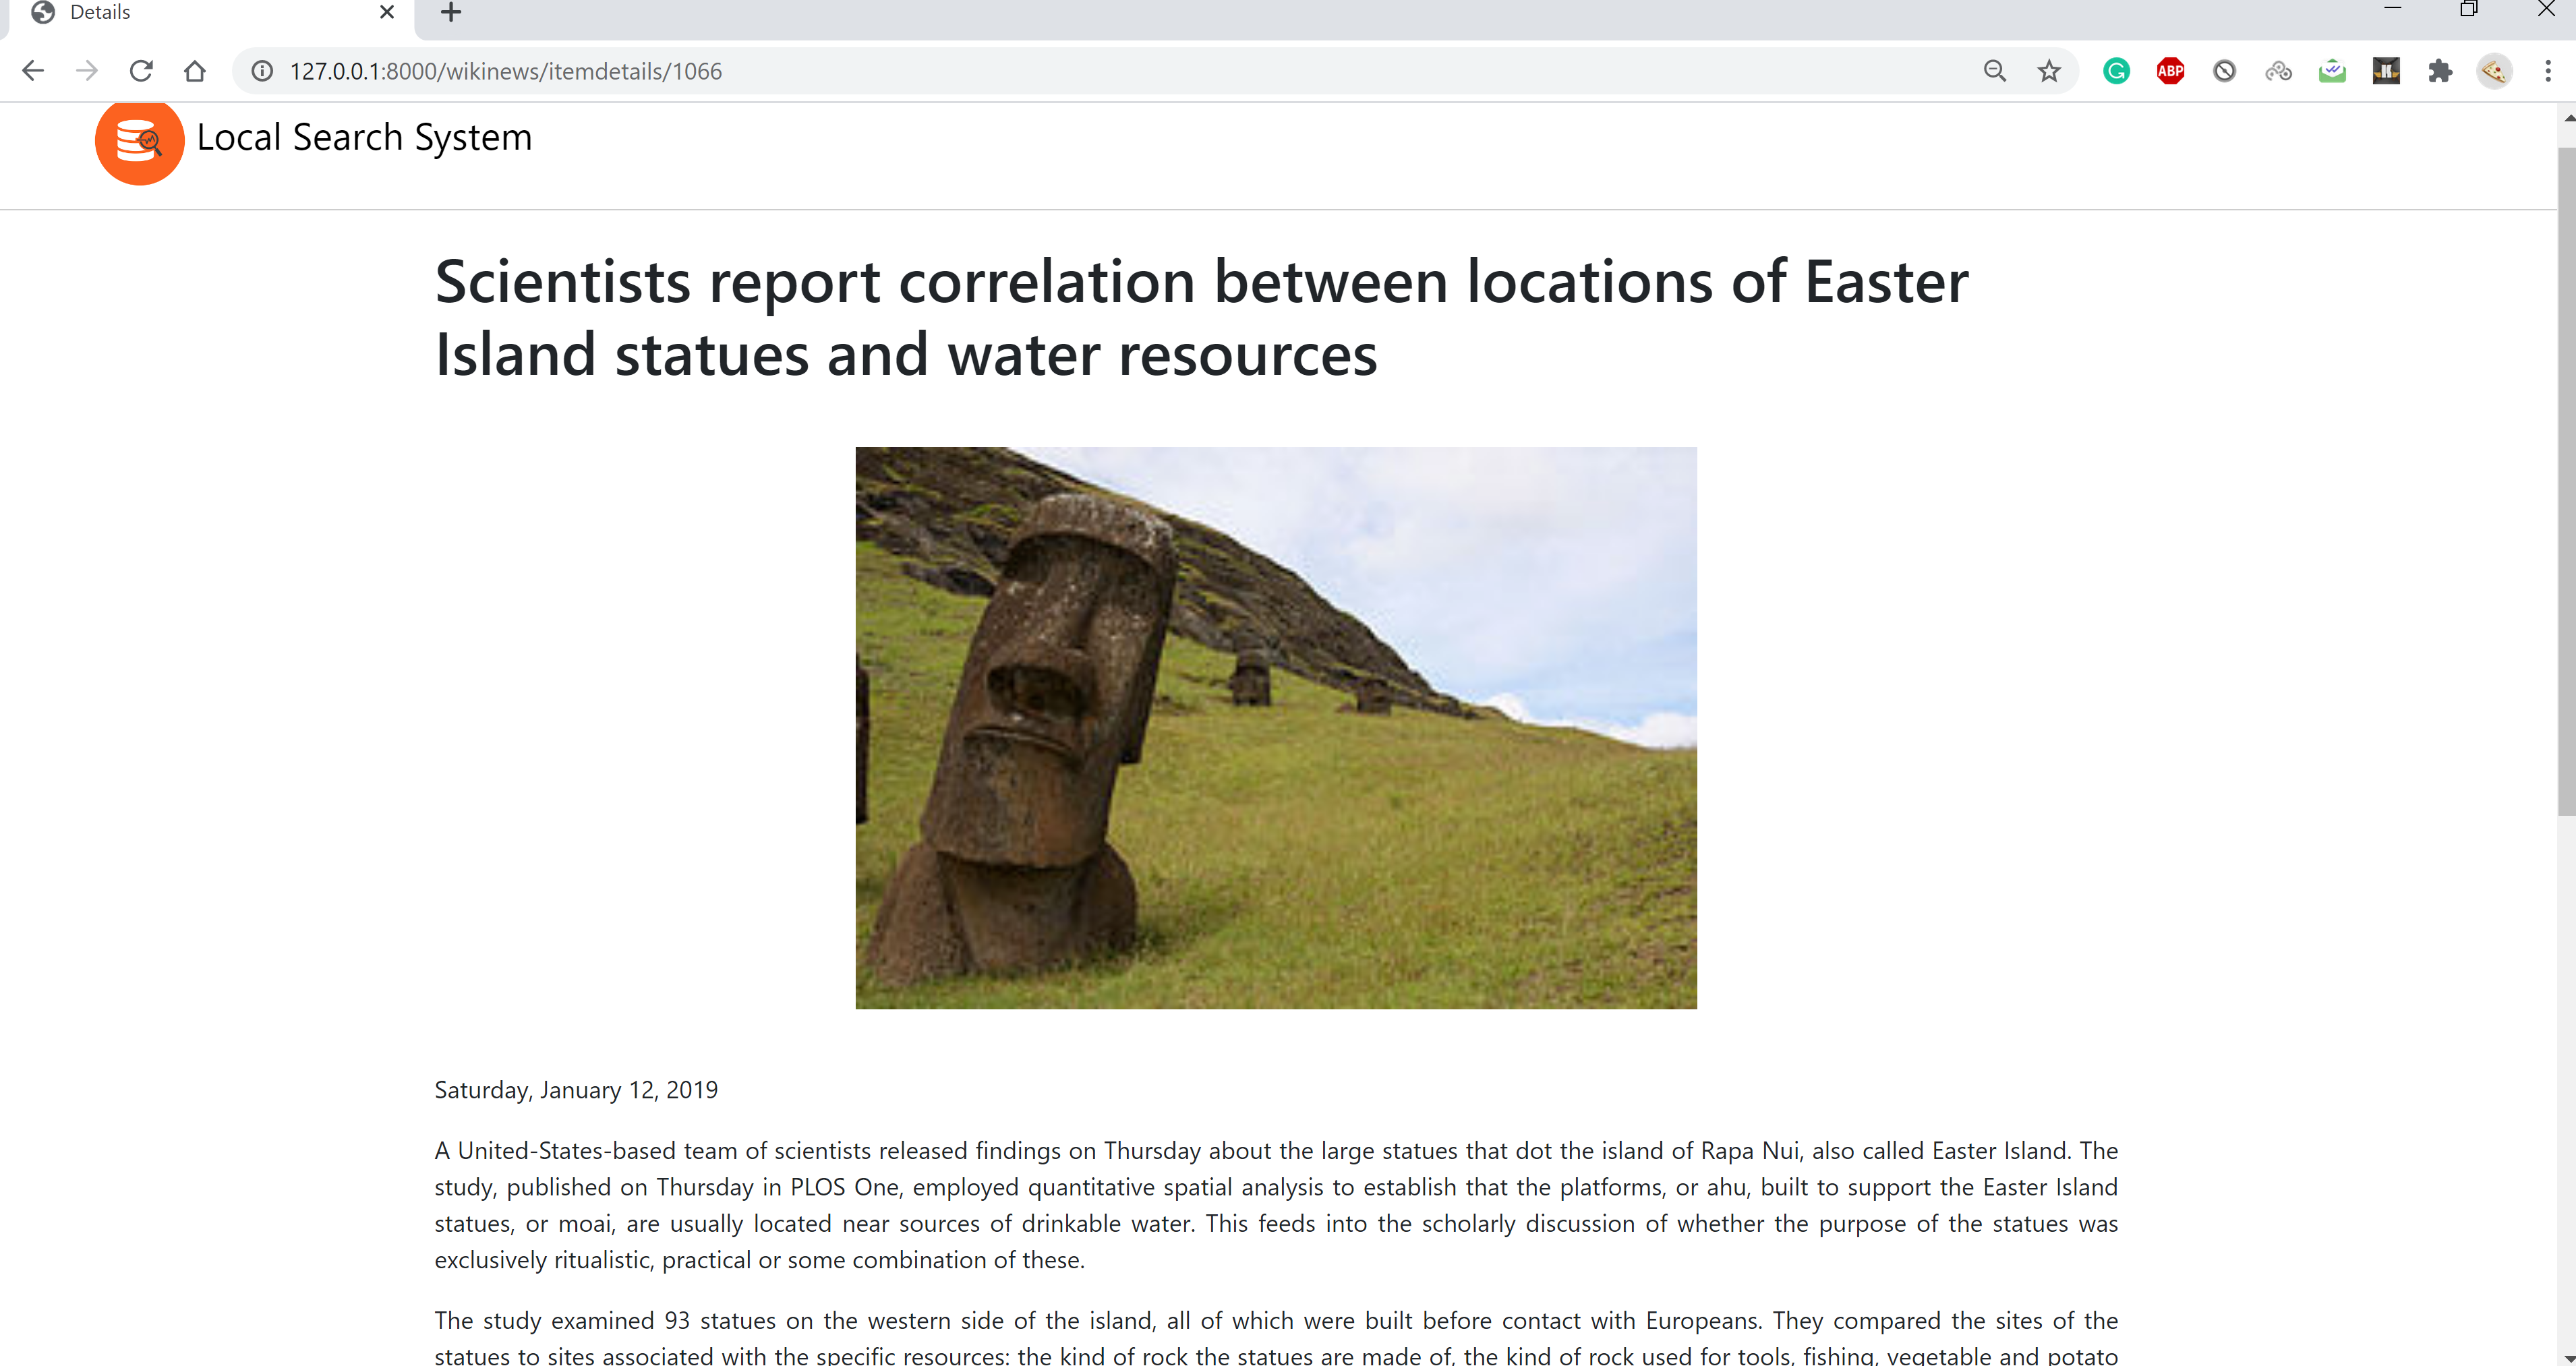 Details
127.0.0.1:8000/wikinews/itemdetails/1066
ABP
K
Local Search System
Scientists report correlation between locations of Easter
Island statues and water resources
Saturday, January 12, 2019
A United-States-based team of scientists released findings on Thursday about the large statues that dot the island of Rapa Nui, also called Easter Island. The
study, published on Thursday in PLOS One, employed quantitative spatial analysis to establish that the platforms, or ahu, built to support the Easter Island
statues, or moai, are usually located near sources of drinkable water. This feeds into the scholarly discussion of whether the purpose of the statues was
exclusively ritualistic, practical or some combination of these.
The study examined 93 statues on the western side of the island, all of which were built before contact with Europeans. They compared the sites of the
statues to sites associated with the specific resources: the kind of rock the statues are made of, the kind of rock used for tools, fishing, vegetable and potato